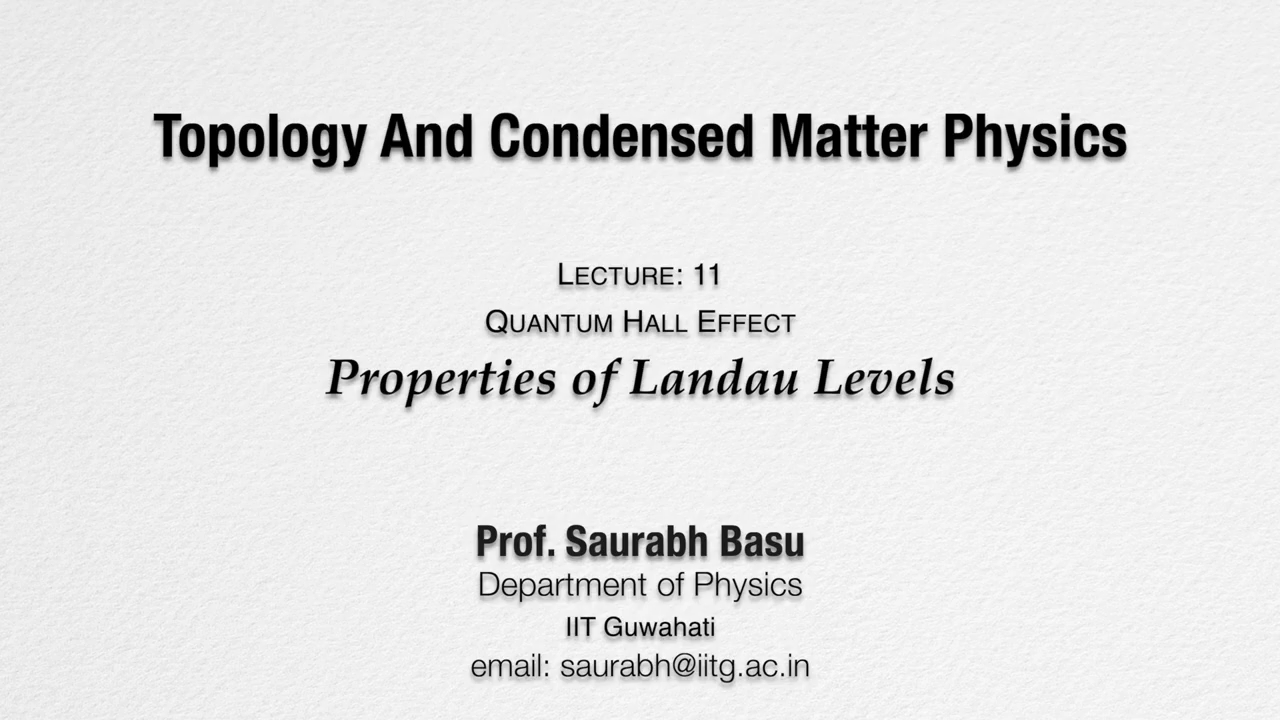 Topology And Condensed Matter Physics
Lecture: 11
Quantum Hall Effect
Properties of Landau Levels
Prof. Saurabh Basu
Department of Physics
IIT Guwahati
email: saurabh@iitg.ac.in